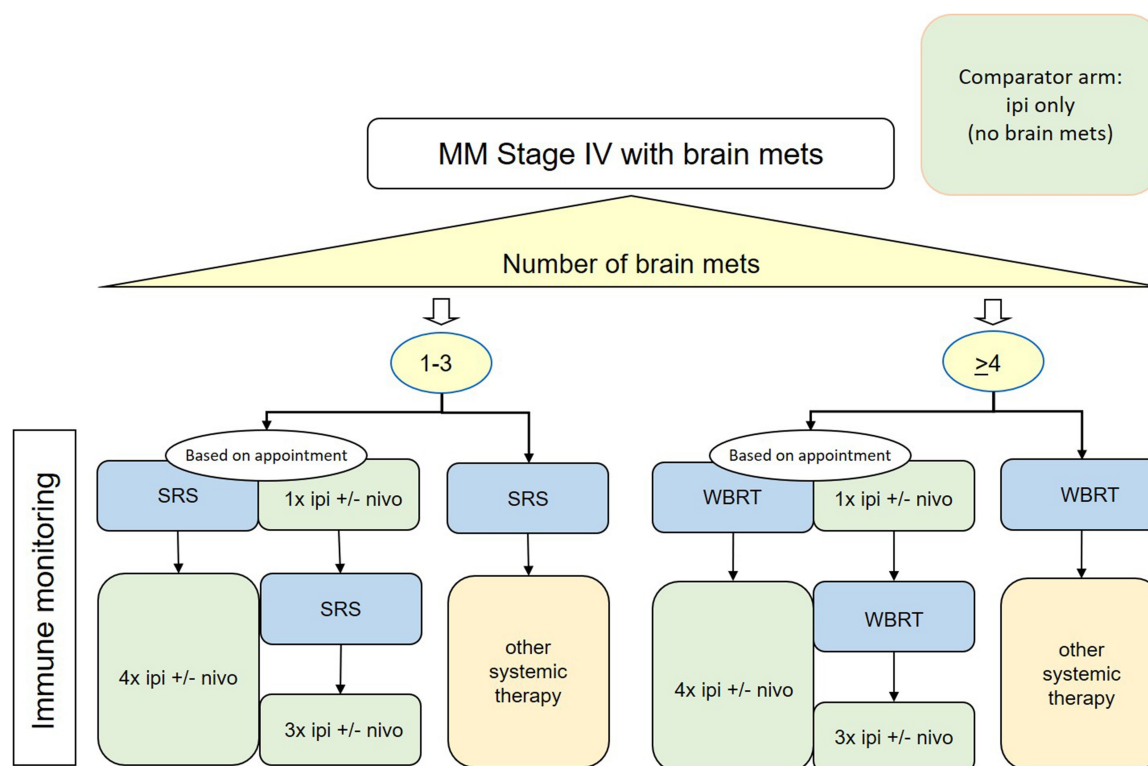 Comparator arm:
ipi only
(no brain mets)
MM Stage IV with brain mets
Number of brain mets
1-3
≥4
Immune monitoring
Based on appointment
SRS
1x ipi +/- nivo
SRS
4x ipi +/- nivo
SRS
3x ipi +/- nivo
other
systemic
therapy
Based on appointment
WBRT
1x ipi +/- nivo
WBRT
4x ipi +/- nivo
WBRT
3x ipi +/- nivo
other
systemic
therapy